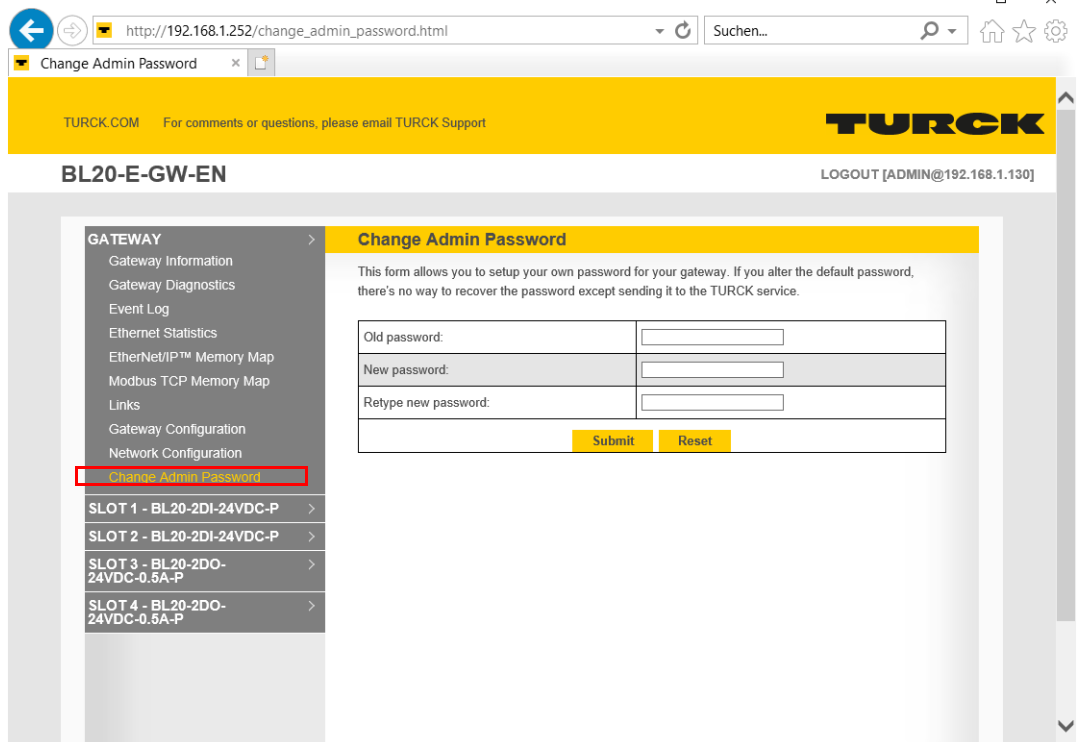 http://192.168.1.252/change_admin_password.html
Suchen...
Change Admin Password
TURCK.COM For comments or questions, please email TURCK Support
TURCK
BL20-E-GW-EN
LOGOUT [ADMIN@192.168.1.130]
GATEWAY
Gateway Information
Gateway Diagnostics
Event Log
Ethernet Statistics
EtherNet/IP™ Memory Map
Modbus TCP Memory Map
Links
Gateway Configuration
Network Configuration
Change Admin Password
SLOT 1 - BL20-2DI-24VDC-P
SLOT 2 - BL20-2DI-24VDC-P
SLOT 3 - BL20-2DO-
24VDC-0.5A-P
SLOT 4 - BL20-2DO-
24VDC-0.5A-P
Change Admin Password
This form allows you to setup your own password for your gateway. If you alter the default password,
there's no way to recover the password except sending it to the TURCK service.
Old password:
New password:
Retype new password:
Submit
Reset